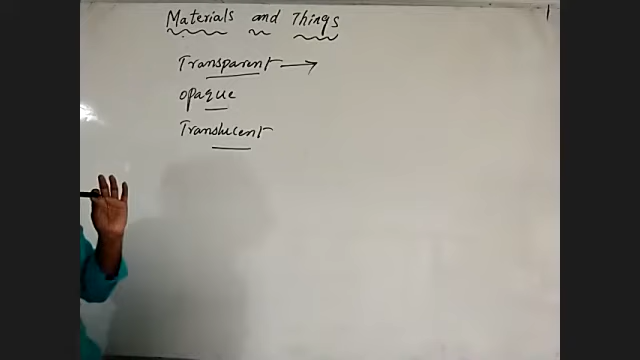 Materials and Things
Transparent →
opaque
Translucent